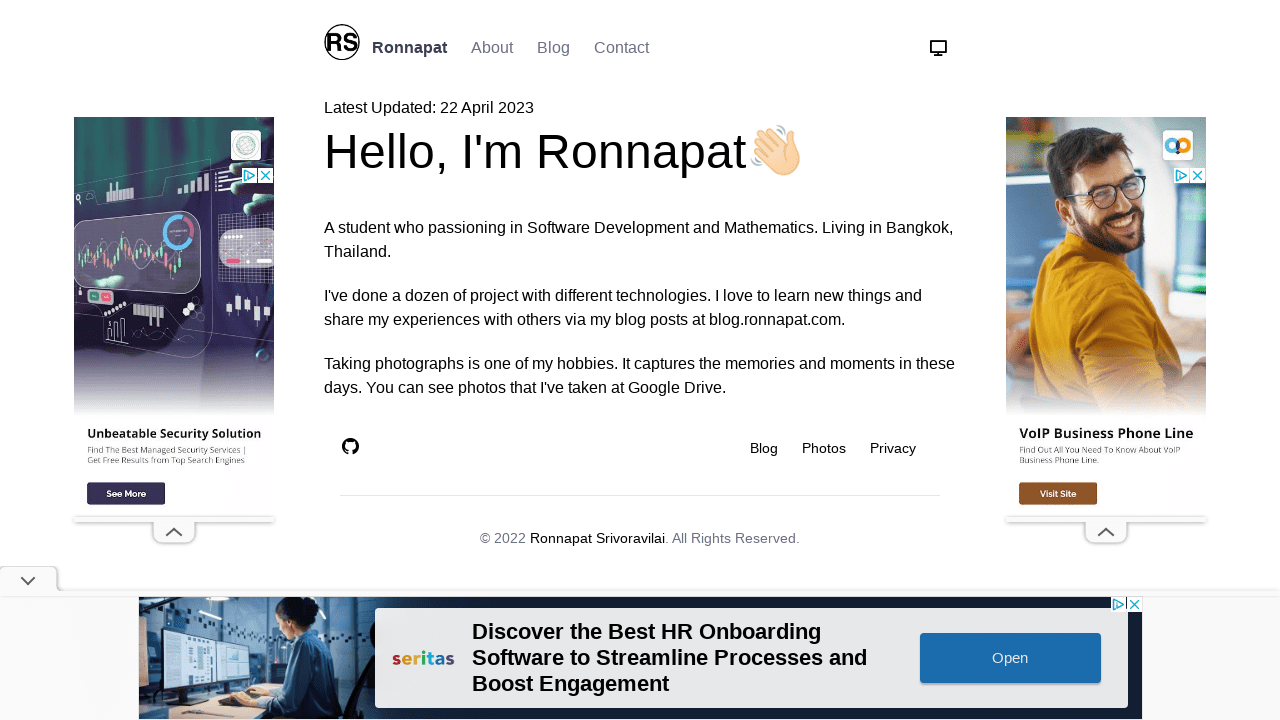 RS
Ronnapat
About
Blog
Contact
Latest Updated: 22 April 2023
Hello, I'm Ronnapat
A student who passioning in Software Development and Mathematics. Living in Bangkok,
Thailand.
I've done a dozen of project with different technologies. I love to learn new things and
share my experiences with others via my blog posts at blog.ronnapat.com.
Taking photographs is one of my hobbies. It captures the memories and moments in these
days. You can see photos that I've taken at Google Drive.
Blog
Photos
Privacy
© 2022 Ronnapat Srivoravilai. All Rights Reserved.
Unbeatable Security Solution
Find The Best Managed Security Services |
Get Free Results from Top Search Engines
See More
VoIP Business Phone Line
Find Out All You Need To Know About VoIP
Business Phone Line.
Visit Site
seritas
Discover the Best HR Onboarding
Software to Streamline Processes and
Boost Engagement
Open